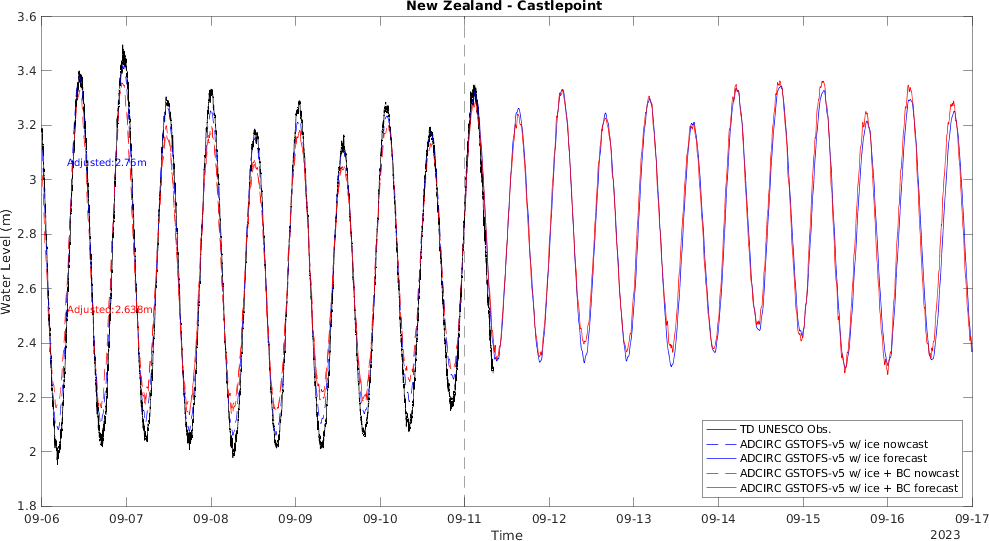 New Zealand - Castlepoint
3.6
3.4
3.2
3
2.8
2.6
2.4
2.2
2
1.8
Water Level (m)
Adjusted:2.76m
Adjusted:2.638m
TD UNESCO Obs.
ADCIRC GSTOFS-v5 w/ ice nowcast
ADCIRC GSTOFS-v5 w/ ice forecast
ADCIRC GSTOFS-v5 w/ ice + BC nowcast
ADCIRC GSTOFS-v5 w/ ice + BC forecast
09-06 09-07 09-08 09-09 09-10 09-11 09-12 09-13 09-14 09-15 09-16 09-17
Time
2023